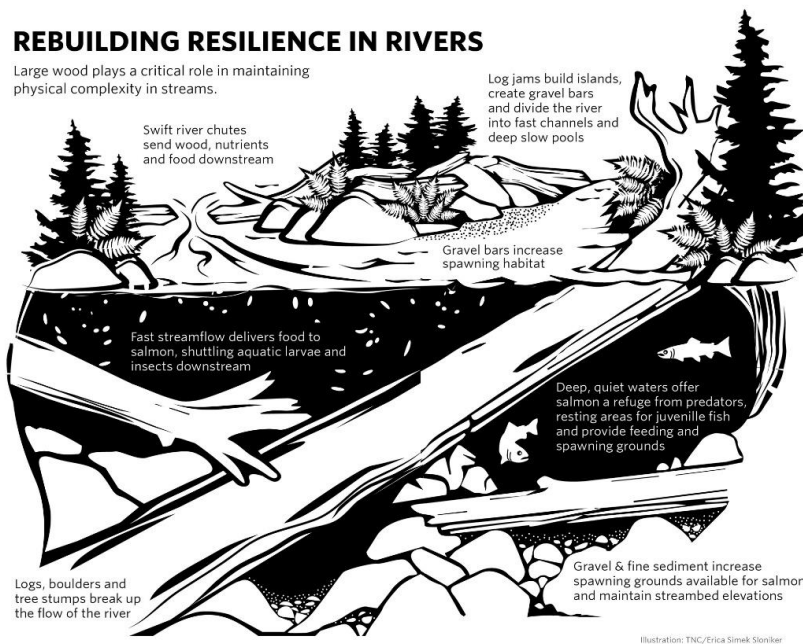 REBUILDING RESILIENCE IN RIVERS
Large wood plays a critical role in maintaining
physical complexity in streams.
Swift river chutes
send wood, nutrients
and food downstream
Log jams build islands,
create gravel bars
and divide the river
into fast channels and
deep slow pools
Gravel bars increase
spawning habitat
Fast streamflow delivers food to
salmon, shuttling aquatic larvae and
insects downstream
Deep, quiet waters offer
salmon a refuge from predators,
resting areas for juvenille fish
and provide feeding and
spawning grounds
Logs, boulders and
tree stumps break up
the flow of the river
Gravel & fine sediment increase
spawning grounds available for salmon
and maintain streambed elevations
Illustration: TNC/Erica Simek Sloniker